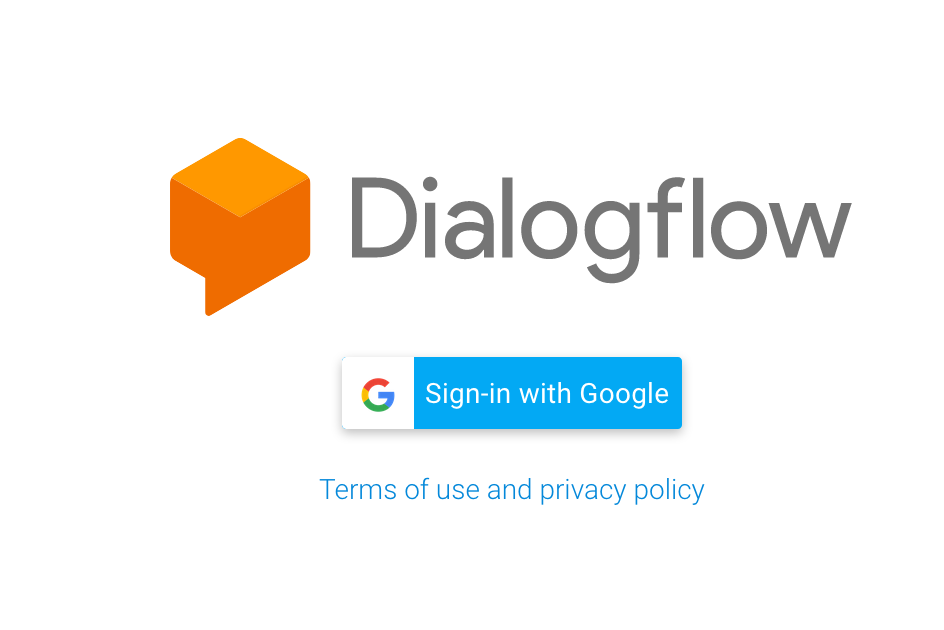 Dialogflow
Sign-in with Google
Terms of use and privacy policy